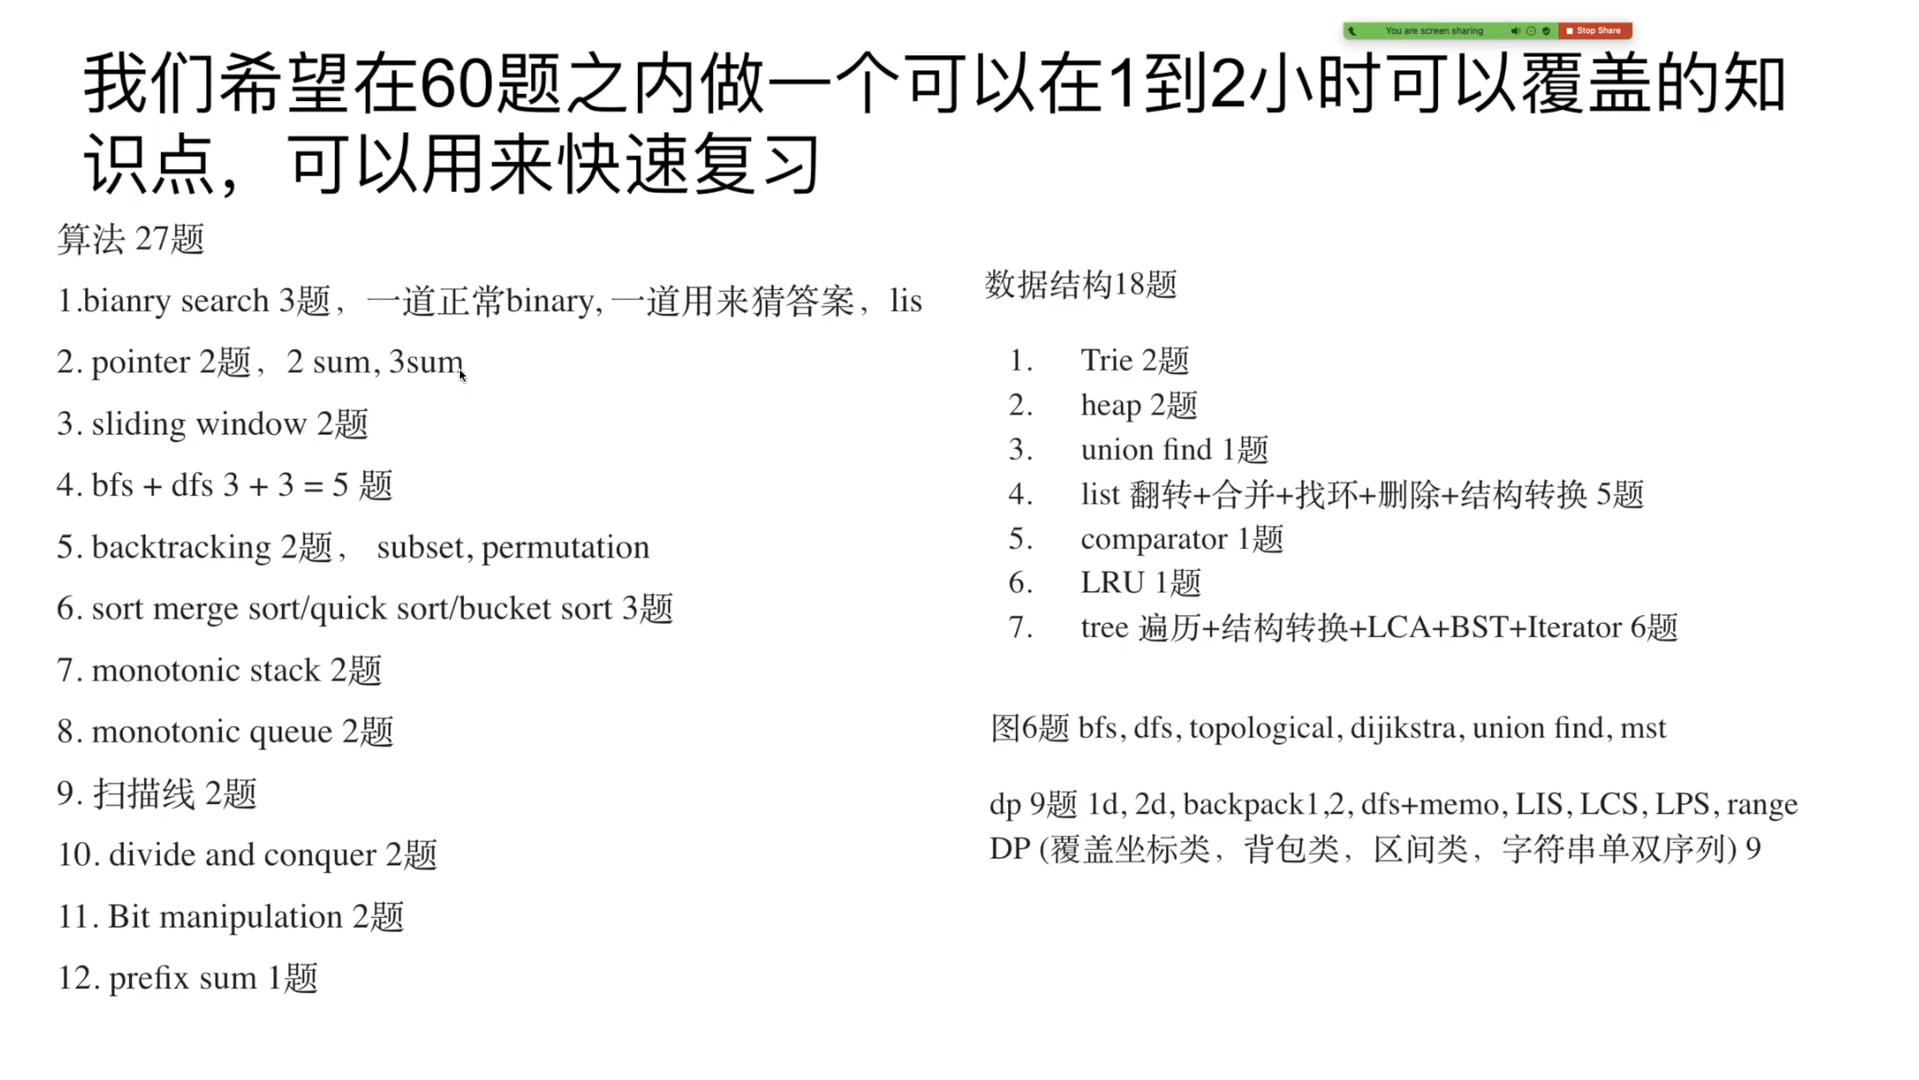 You are screen sharing Stop Share
我们希望在60题之内做一个可以在1到2小时可以覆盖的知
识点，可以用来快速复习
算法 27题
1.bianry search 3题，一道正常binary, 一道用来猜答案，lis
2. pointer 2题，2 sum, 3sum
3. sliding window 2题
4. bfs + dfs 3 + 3 = 5 题
5. backtracking 2题， subset, permutation
6. sort merge sort/quick sort/bucket sort 3题
7. monotonic stack 2题
8. monotonic queue 2题
9. 扫描线 2题
10. divide and conquer 2题
11. Bit manipulation 2题
12. prefix sum 1题
数据结构18题
1. Trie 2题
2. heap 2题
3. union find 1题
4. list 翻转+合并+找环+删除+结构转换 5题
5. comparator 1题
6. LRU 1题
7. tree 遍历+结构转换+LCA+BST+Iterator 6题
图6题 bfs, dfs, topological, dijikstra, union find, mst
dp 9题 1d, 2d, backpack1,2, dfs+memo, LIS, LCS, LPS, range
DP (覆盖坐标类，背包类，区间类，字符串单双序列) 9